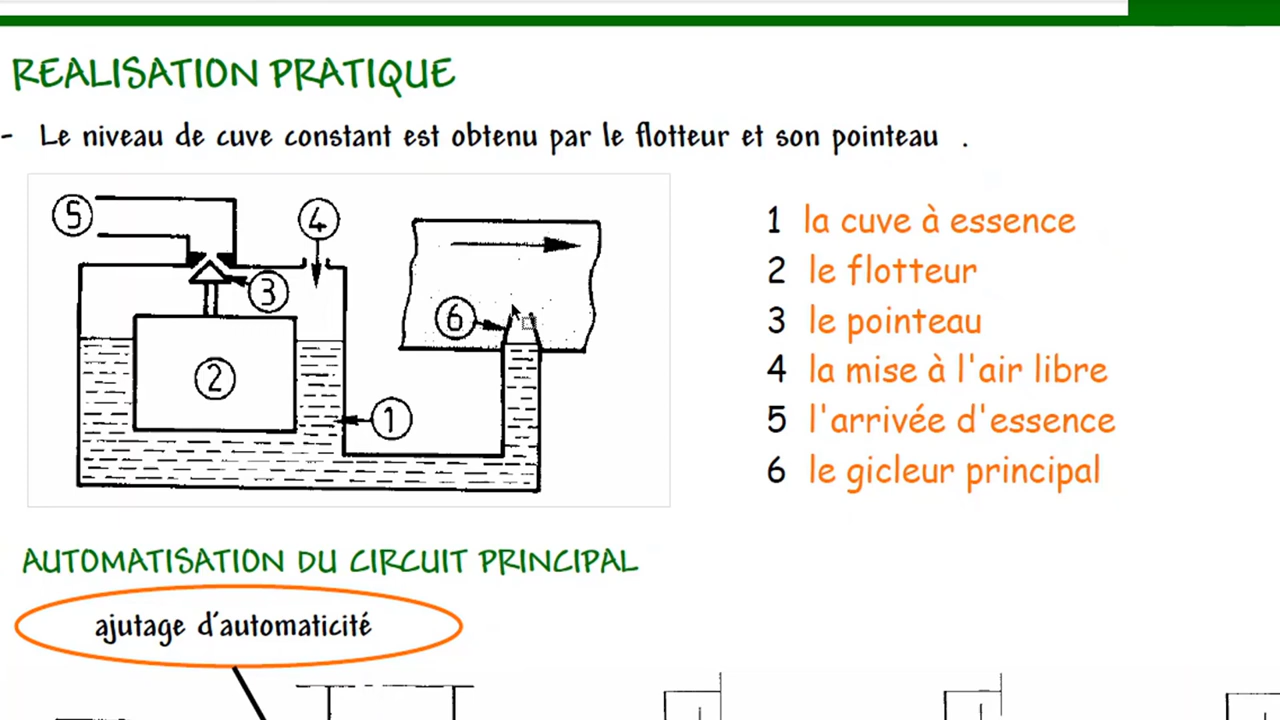 REALISATION PRATIQUE
- Le niveau de cuve constant est obtenu par le flotteur et son pointeau .
5
4
3
6
2
1
1 la cuve à essence
2 le flotteur
3 le pointeau
4 la mise à l'air libre
5 l'arrivée d'essence
6 le gicleur principal
AUTOMATISATION DU CIRCUIT PRINCIPAL
ajutage d'automaticité